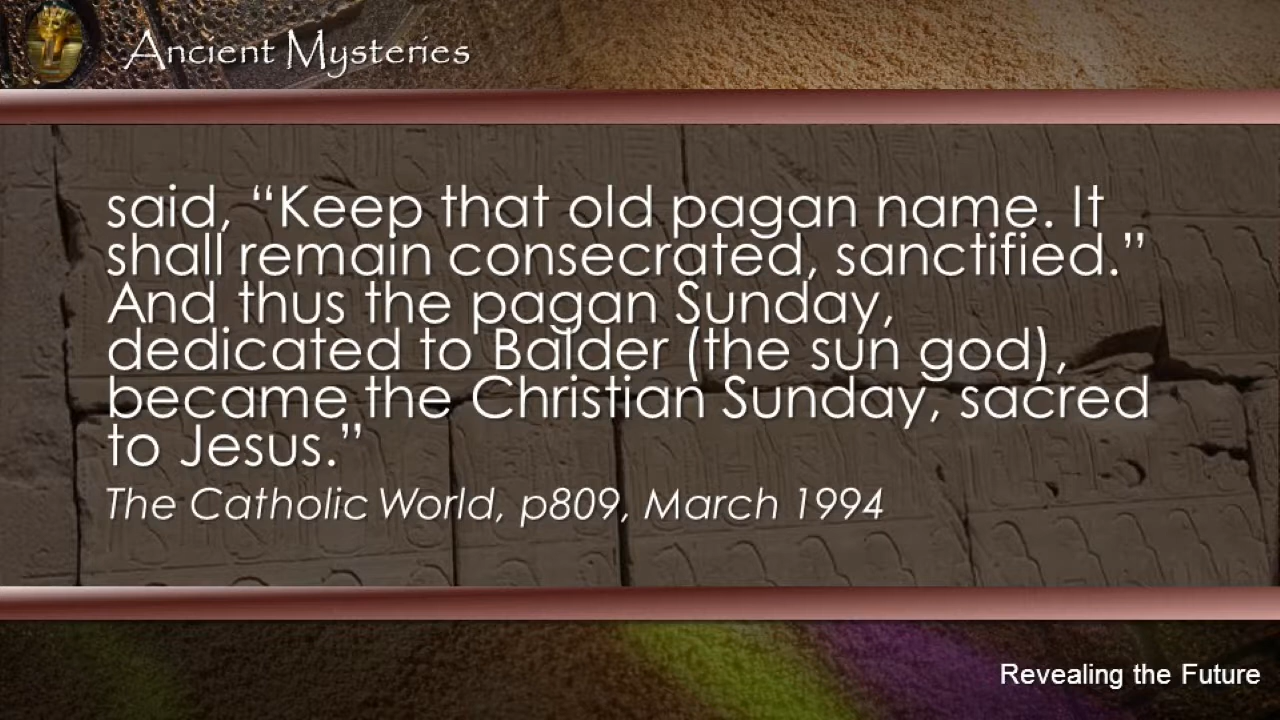 Ancient Mysteries
said, “Keep that old pagan name. It
shall remain consecrated, sanctified.”
And thus the pagan Sunday,
dedicated to Balder (the sun god),
became the Christian Sunday, sacred
to Jesus.”
The Catholic World, p809, March 1994
Revealing the Future